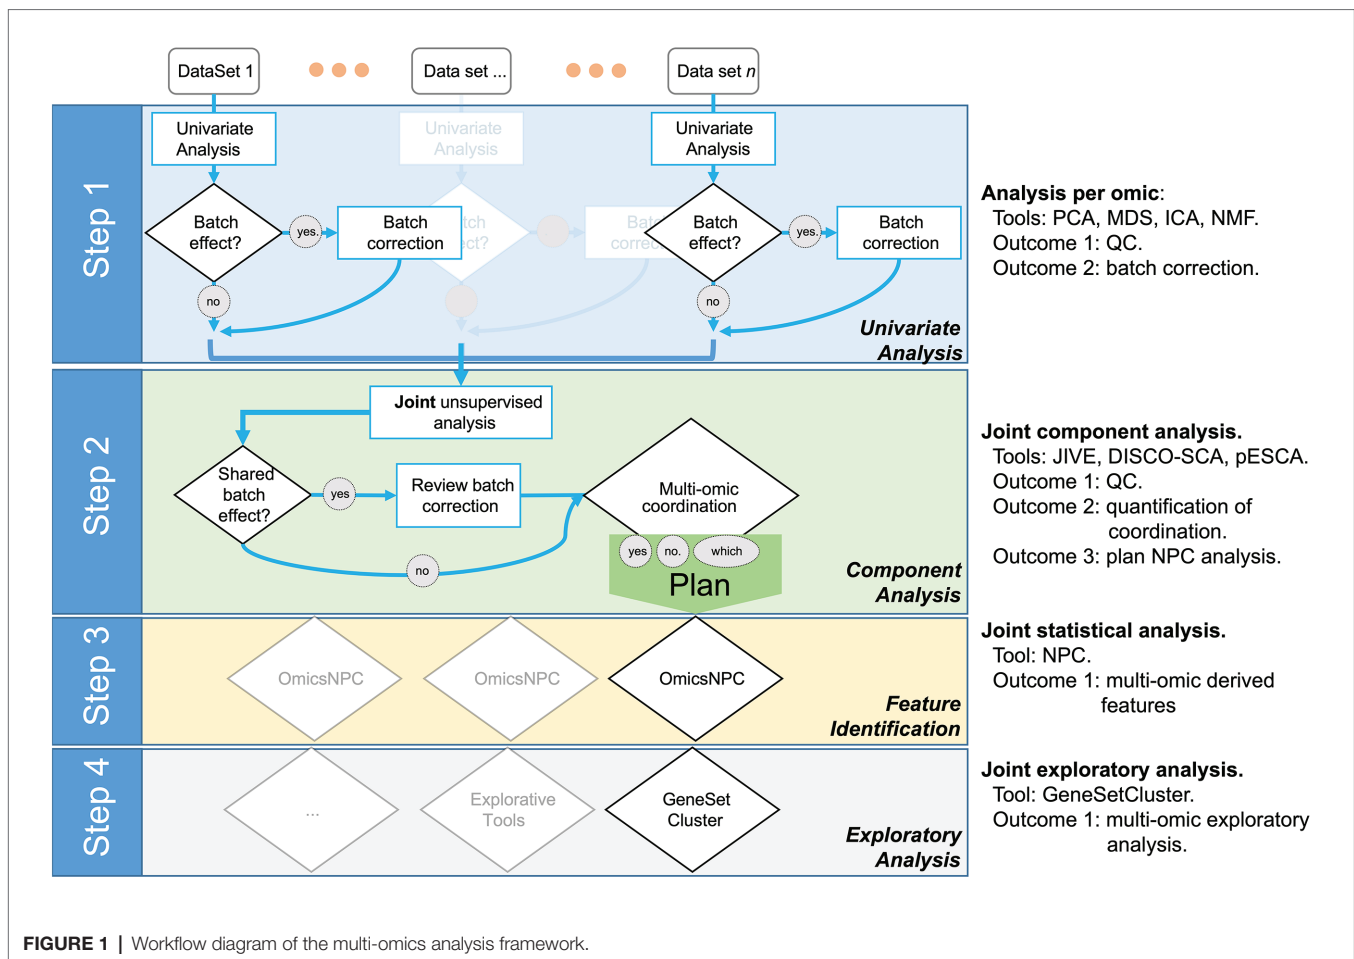 DataSet 1
Data set ...
Data set n
Step 1
Univariate
Analysis
Univariate
Analysis
Univariate
Analysis
Batch
effect?
yes.
Batch
correction
tch
ect?
Batch
correc
Batch
effect?
yes.
Batch
correction
no
no
Univariate
Analysis
Analysis per omic:
Tools: PCA, MDS, ICA, NMF.
Outcome 1: QC.
Outcome 2: batch correction.
Step 2
Joint unsupervised
analysis
Shared
batch
effect?
yes
Review batch
correction
no
Multi-omic
coordination
yes
no.
which
Plan
Component
Analysis
Joint component analysis.
Tools: JIVE, DISCO-SCA, pESCA.
Outcome 1: QC.
Outcome 2: quantification of
coordination.
Outcome 3: plan NPC analysis.
Step 3
OmicsNPC
OmicsNPC
OmicsNPC
Feature
Identification
Joint statistical analysis.
Tool: NPC.
Outcome 1: multi-omic derived
features
Step 4
...
Explorative
Tools
GeneSet
Cluster
Exploratory
Analysis
Joint exploratory analysis.
Tool: GeneSetCluster.
Outcome 1: multi-omic exploratory
analysis.
FIGURE 1 | Workflow diagram of the multi-omics analysis framework.